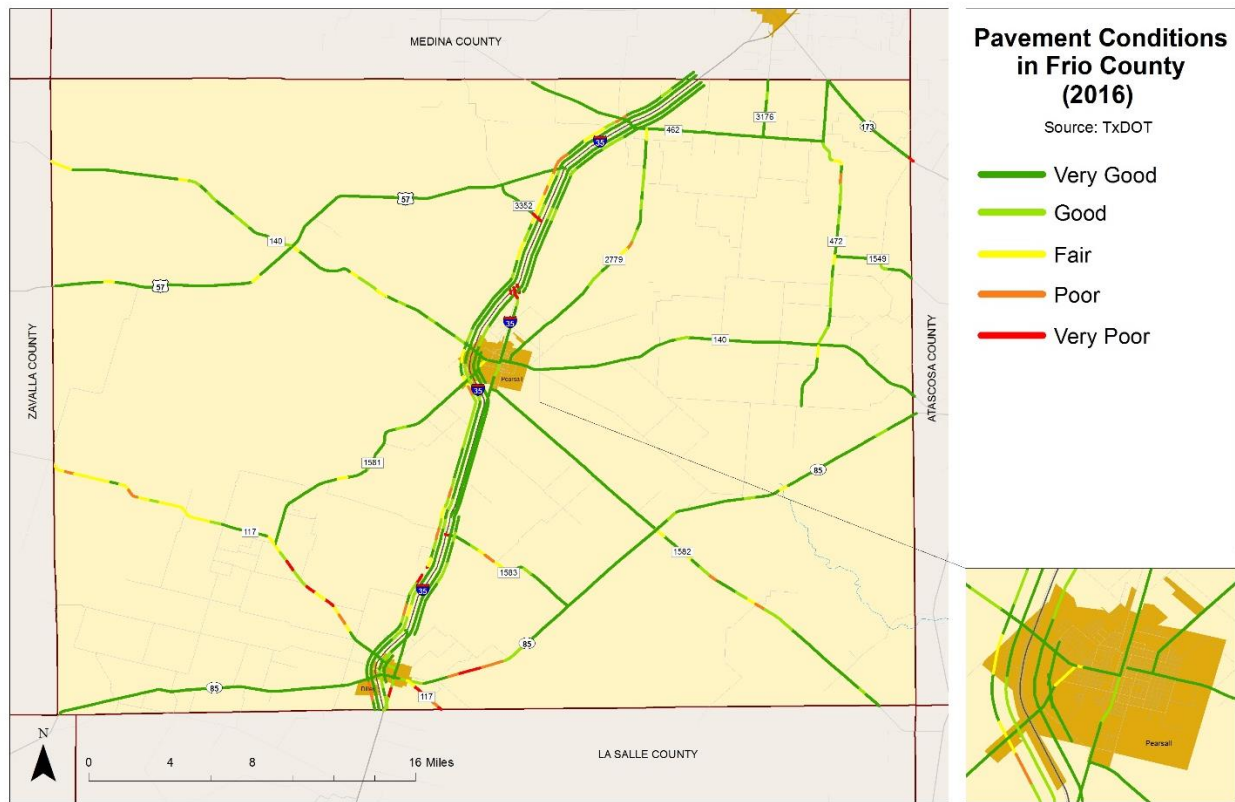 MEDINA COUNTY
Pavement Conditions
in Frio County
(2016)
Source: TxDOT
Very Good
Good
Fair
Poor
Very Poor
3176
173
462
35
57
3352
140
472
2779
1549
57
35
ZAVALLA COUNTY
ATASCOSA COUNTY
140
Pearsall
35
1581
85
117
1582
1583
35
85
85
117
Pearsall
N
0 4 8 16 Miles
LA SALLE COUNTY